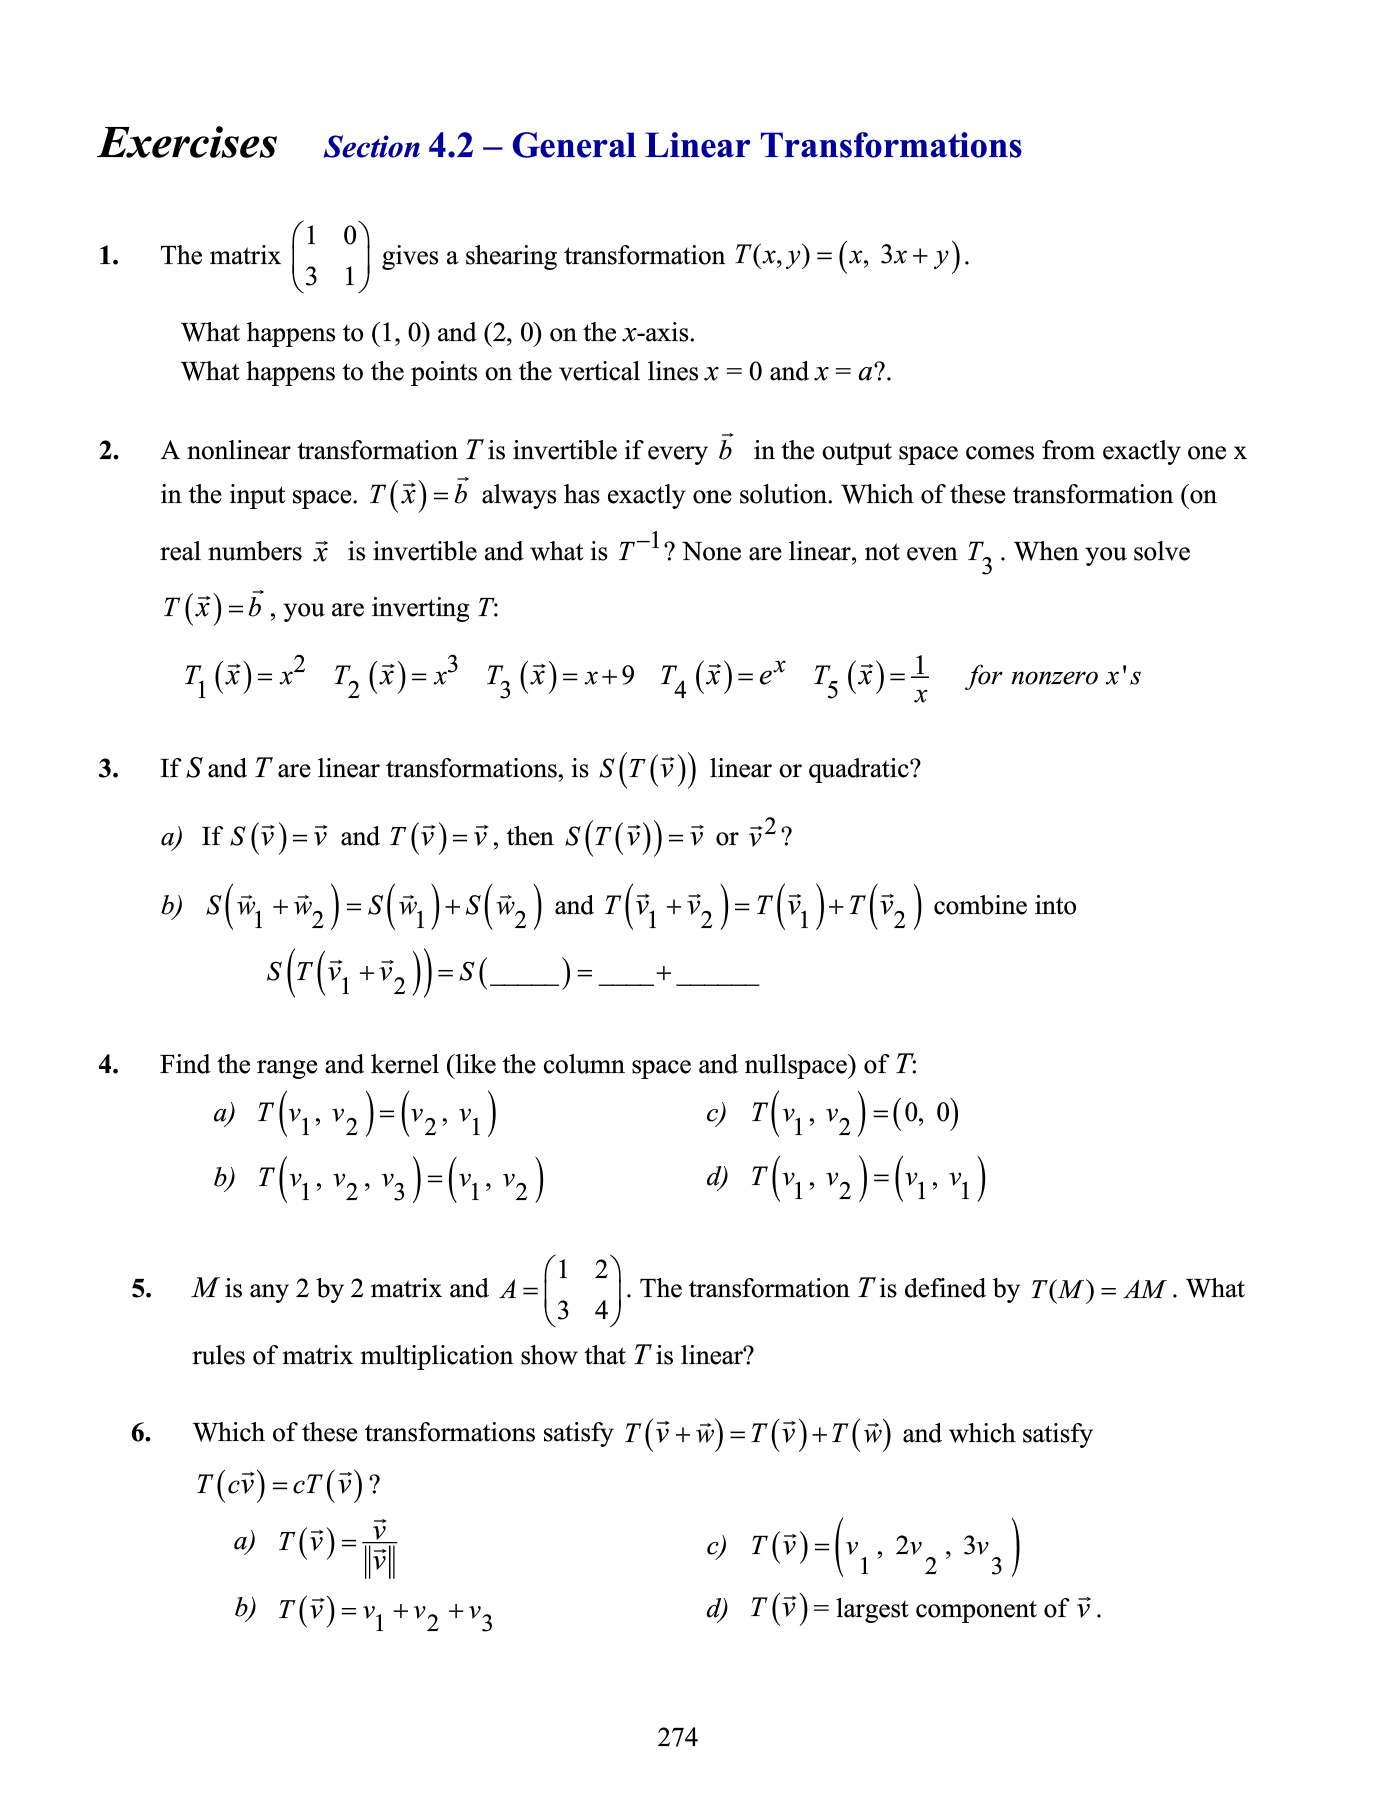 Exercises Section 4.2 – General Linear Transformations
1. The matrix $\begin{pmatrix} 1 & 0 \\ 3 & 1 \end{pmatrix}$ gives a shearing transformation $T(x, y) = (x, 3x + y)$.
What happens to (1, 0) and (2, 0) on the x-axis.
What happens to the points on the vertical lines x = 0 and x = a?.
2. A nonlinear transformation T is invertible if every $\vec{b}$ in the output space comes from exactly one x
in the input space. $T(\vec{x}) = \vec{b}$ always has exactly one solution. Which of these transformation (on
real numbers $\vec{x}$ is invertible and what is $T^{-1}$? None are linear, not even $T_3$. When you solve
$T(\vec{x}) = \vec{b}$, you are inverting T:
$T_1(\vec{x}) = x^2 \quad T_2(\vec{x}) = x^3 \quad T_3(\vec{x}) = x + 9 \quad T_4(\vec{x}) = e^x \quad T_5(\vec{x}) = \frac{1}{x}$ for nonzero x's
3. If S and T are linear transformations, is $S(T(\vec{v}))$ linear or quadratic?
a) If $S(\vec{v}) = \vec{v}$ and $T(\vec{v}) = \vec{v}$, then $S(T(\vec{v})) = \vec{v}$ or $\vec{v}^2$?
b) $S(\vec{w}_1 + \vec{w}_2) = S(\vec{w}_1) + S(\vec{w}_2)$ and $T(\vec{v}_1 + \vec{v}_2) = T(\vec{v}_1) + T(\vec{v}_2)$ combine into
$S(T(\vec{v}_1 + \vec{v}_2)) = S(\_\_\_\_\_) = \_\_\_\_ + \_\_\_\_\_\_$
4. Find the range and kernel (like the column space and nullspace) of T:
a) $T(v_1, v_2) = (v_2, v_1)$ c) $T(v_1, v_2) = (0, 0)$
b) $T(v_1, v_2, v_3) = (v_1, v_2)$ d) $T(v_1, v_2) = (v_1, v_1)$
5. M is any 2 by 2 matrix and $A = \begin{pmatrix} 1 & 2 \\ 3 & 4 \end{pmatrix}$. The transformation T is defined by $T(M) = AM$. What
rules of matrix multiplication show that T is linear?
6. Which of these transformations satisfy $T(\vec{v} + \vec{w}) = T(\vec{v}) + T(\vec{w})$ and which satisfy
$T(c\vec{v}) = cT(\vec{v})$?
a) $T(\vec{v}) = \frac{\vec{v}}{\|\vec{v}\|}$ c) $T(\vec{v}) = (v_1, 2v_2, 3v_3)$
b) $T(\vec{v}) = v_1 + v_2 + v_3$ d) $T(\vec{v}) =$ largest component of $\vec{v}$.
274